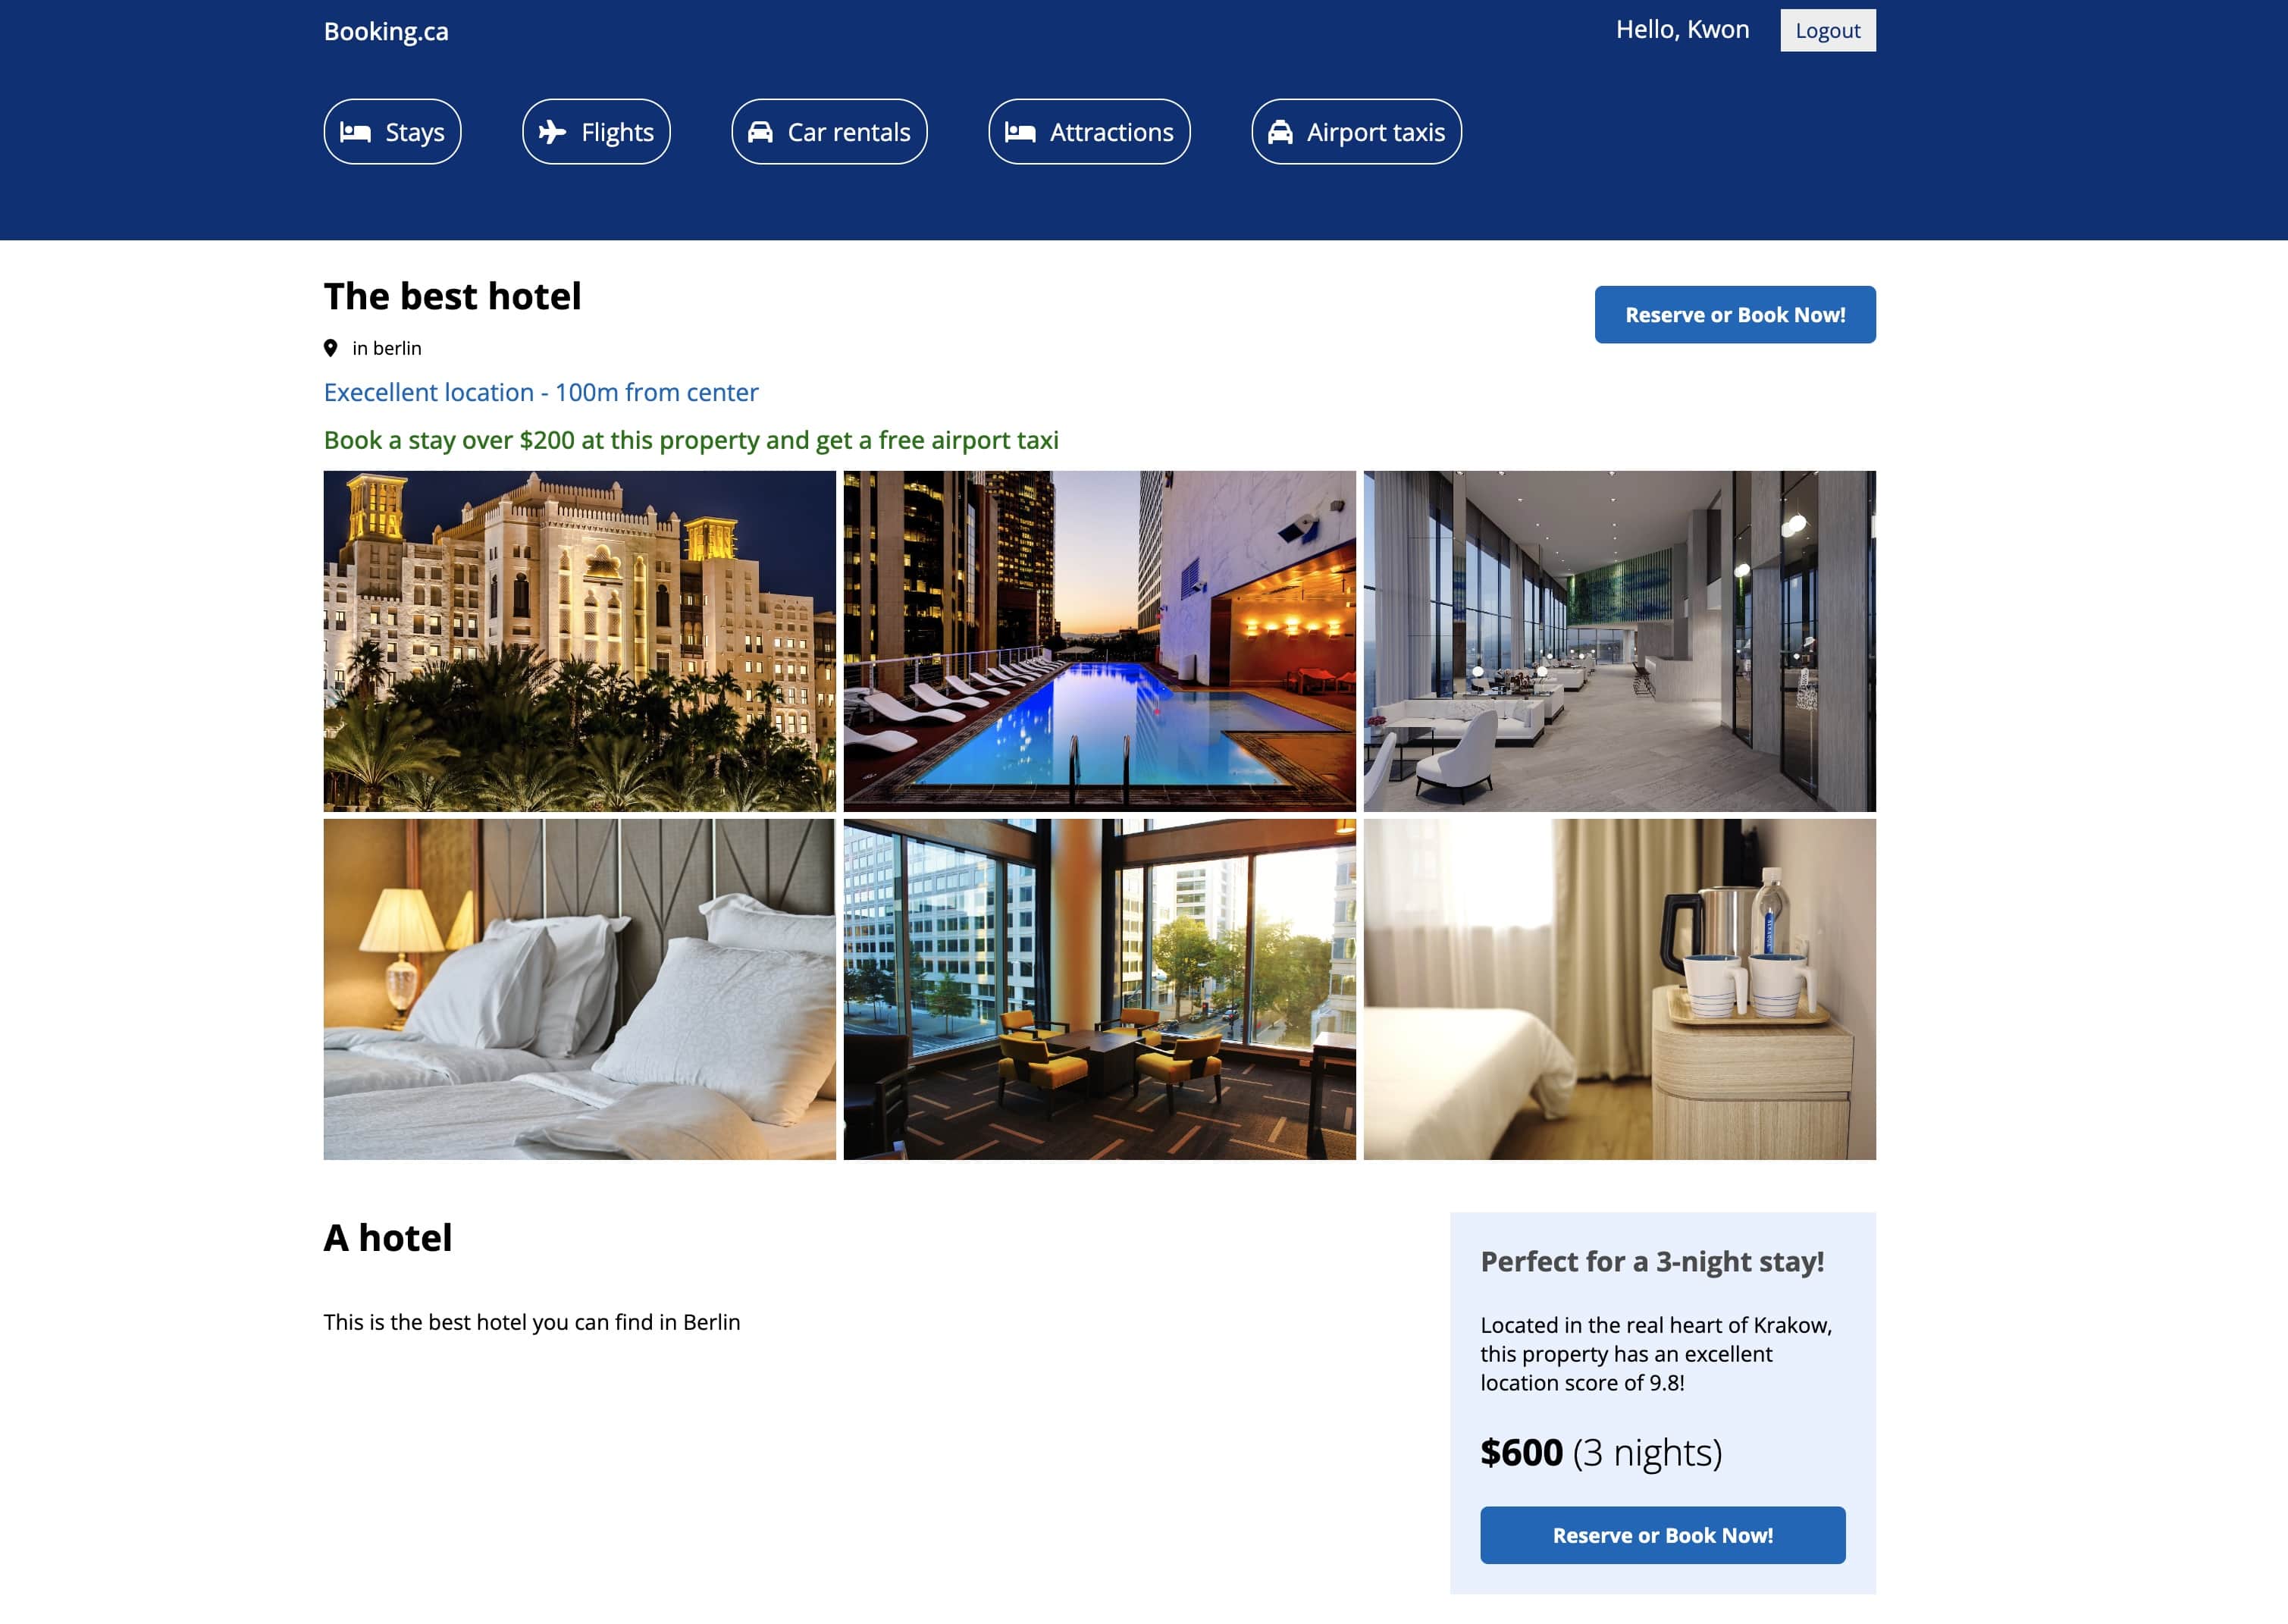 Booking.ca
Hello, Kwon
Logout
Stays
Flights
Car rentals
Attractions
Airport taxis
The best hotel
Reserve or Book Now!
in berlin
Execellent location - 100m from center
Book a stay over $200 at this property and get a free airport taxi
A hotel
This is the best hotel you can find in Berlin
Perfect for a 3-night stay!
Located in the real heart of Krakow,
this property has an excellent
location score of 9.8!
$600 (3 nights)
Reserve or Book Now!